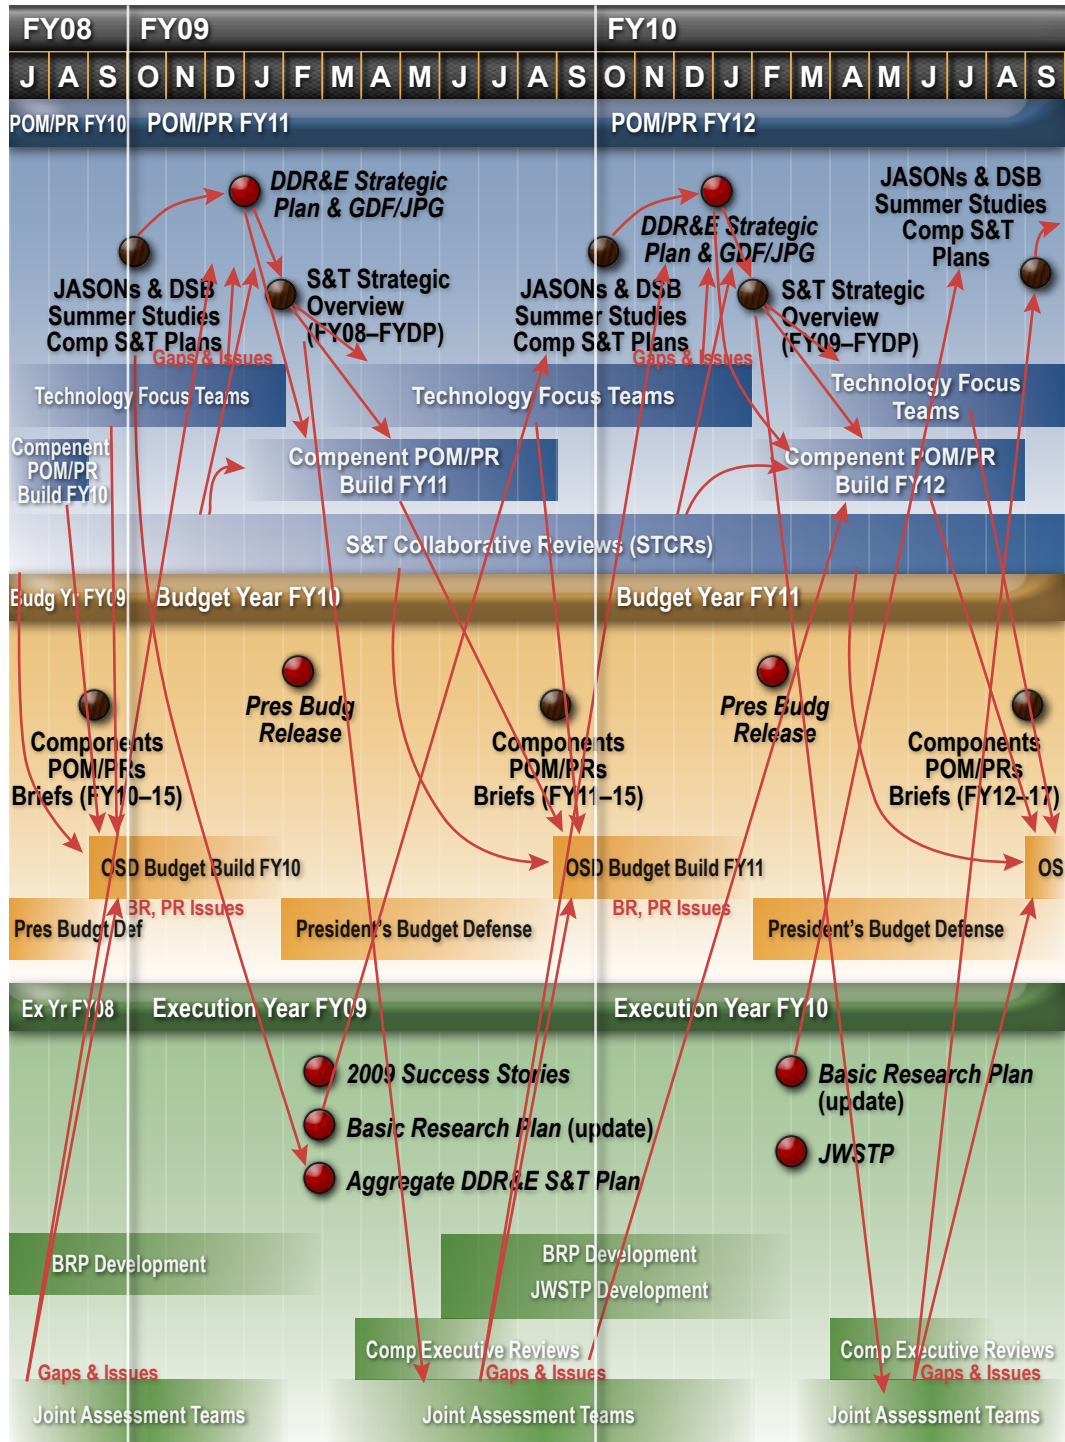 FY08 FY09 FY10
J A S O N D J F M A M J J A S O N D J F M A M J J A S
POM/PR FY10 POM/PR FY11 POM/PR FY12
DDR&E Strategic
Plan & GDF/JPG
JASONs & DSB
Summer Studies
Comp S&T Plans
S&T Strategic
Overview
(FY08–FYDP)
Gaps & Issues
DDR&E Strategic
Plan & GDF/JPG
JASONs & DSB
Summer Studies
Comp S&T Plans
S&T Strategic
Overview
(FY09–FYDP)
Gaps & Issues
JASONs & DSB
Summer Studies
Comp S&T
Plans
Technology Focus Teams
Technology Focus Teams
Technology Focus
Teams
Compenent
POM/PR
Build FY10
Compenent POM/PR
Build FY11
Compenent POM/PR
Build FY12
S&T Collaborative Reviews (STCRs)
Budg Yr FY09 Budget Year FY10 Budget Year FY11
Pres Budg
Release
Pres Budg
Release
Components
POM/PRs
Briefs (FY10–15)
Components
POM/PRs
Briefs (FY11–15)
Components
POM/PRs
Briefs (FY12–17)
OSD Budget Build FY10
OSD Budget Build FY11
OS
BR, PR Issues
BR, PR Issues
Pres Budgt Def
President's Budget Defense
President's Budget Defense
Ex Yr FY08 Execution Year FY09 Execution Year FY10
2009 Success Stories
Basic Research Plan (update)
Aggregate DDR&E S&T Plan
Basic Research Plan
(update)
JWSTP
BRP Development
BRP Development
JWSTP Development
Comp Executive Reviews
Comp Executive Reviews
Gaps & Issues
Gaps & Issues
Gaps & Issues
Joint Assessment Teams
Joint Assessment Teams
Joint Assessment Teams